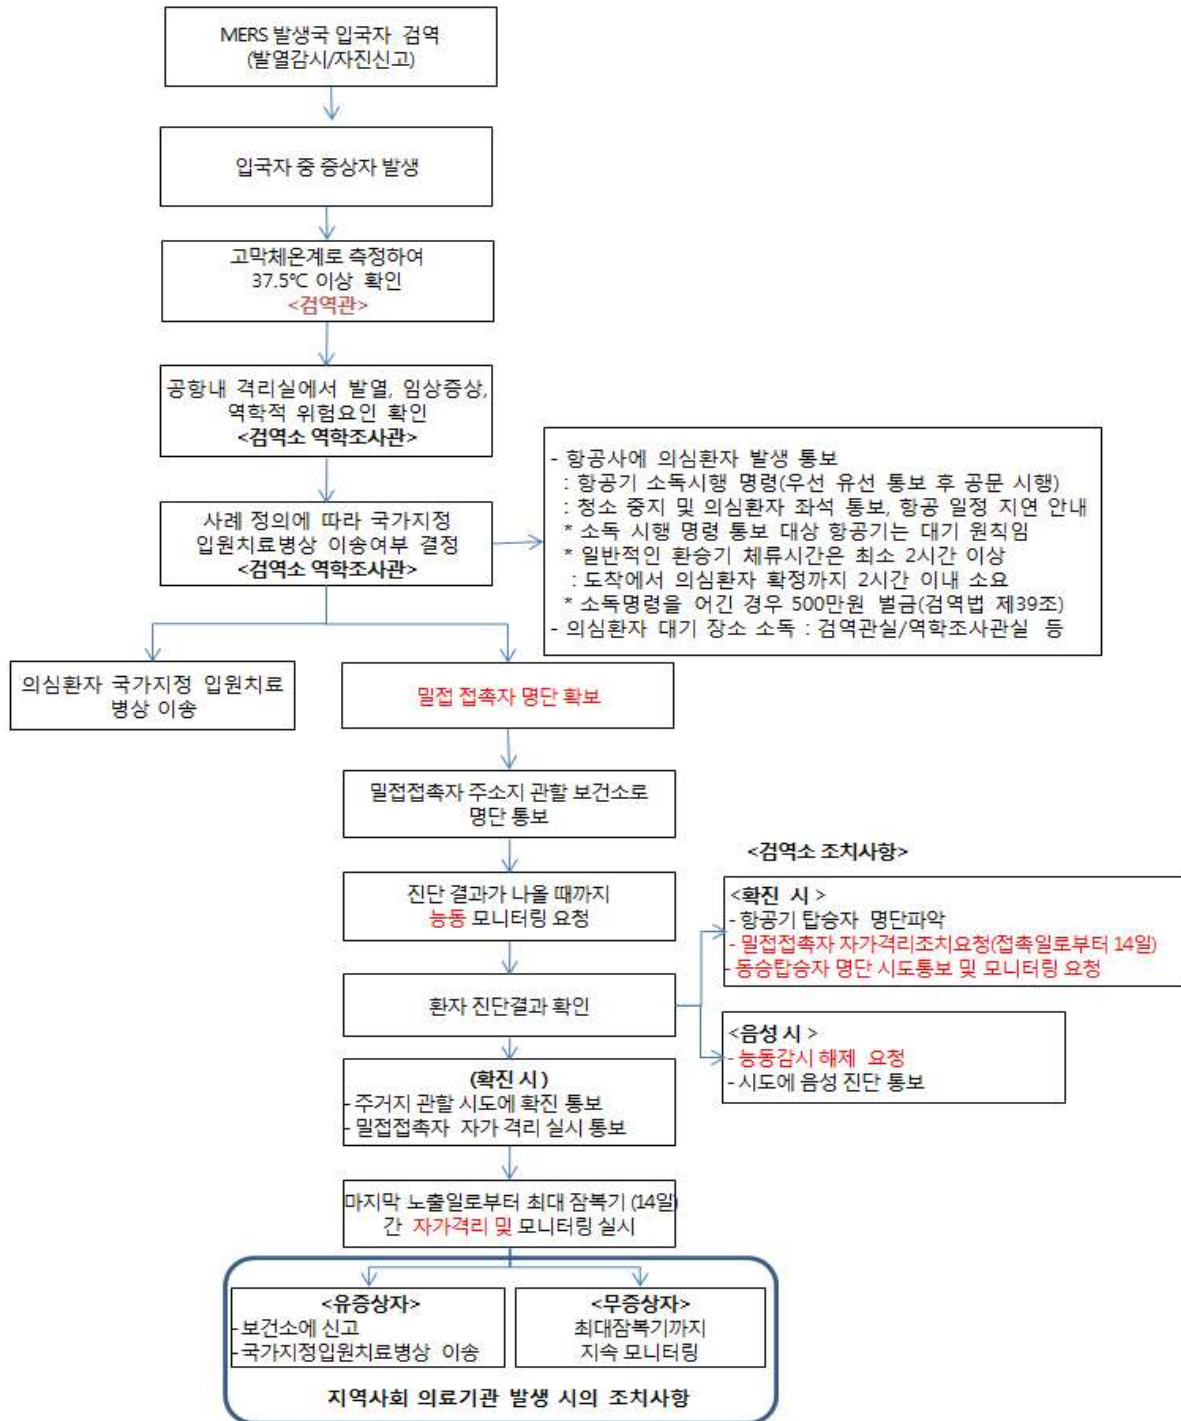 MERS 발생국 입국자 검역
(발열감시/자진신고)
입국자 중 증상자 발생
고막체온계로 측정하여
37.5℃ 이상 확인
<검역관>
공항내 격리실에서 발열, 임상증상,
역학적 위험요인 확인
<검역소 역학조사관>
사례 정의에 따라 국가지정
입원치료병상 이송여부 결정
<검역소 역학조사관>
- 항공사에 의심환자 발생 통보
: 항공기 소독시행 명령(우선 유선 통보 후 공문 시행)
: 청소 중지 및 의심환자 좌석 통보, 항공 일정 지연 안내
* 소독 시행 명령 통보 대상 항공기는 대기 원칙임
* 일반적인 환승기 체류시간은 최소 2시간 이상
: 도착에서 의심환자 확정까지 2시간 이내 소요
* 소독명령을 어긴 경우 500만원 벌금(검역법 제39조)
- 의심환자 대기 장소 소독 : 검역관실/역학조사관실 등
의심환자 국가지정 입원치료
병상 이송
밀접 접촉자 명단 확보
밀접접촉자 주소지 관할 보건소로
명단 통보
진단 결과가 나올 때까지
능동 모니터링 요청
환자 진단결과 확인
<검역소 조치사항>
<확진 시 >
- 항공기 탑승자 명단파악
- 밀접접촉자 자가격리조치요청(접촉일로부터 14일)
- 동승탑승자 명단 시도통보 및 모니터링 요청
<음성 시 >
- 능동감시 해제 요청
- 시도에 음성 진단 통보
(확진 시 )
- 주거지 관할 시도에 확진 통보
- 밀접접촉자 자가 격리 실시 통보
마지막 노출일로부터 최대 잠복기 (14일)
간 자가격리 및 모니터링 실시
<유증상자>
- 보건소에 신고
- 국가지정입원치료병상 이송
<무증상자>
최대잠복기까지
지속 모니터링
지역사회 의료기관 발생 시의 조치사항